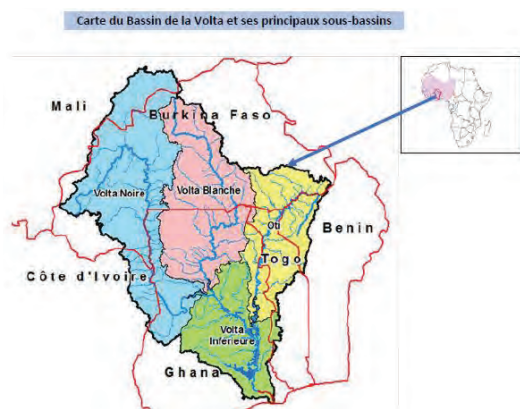 Carte du Bassin de la Volta et ses principaux sous-bassins
Mali
Burkina Faso
Volta Noire
Volta Blanche
Oti
Benin
Togo
Côte d'Ivoire
Volta
Inférieure
Ghana